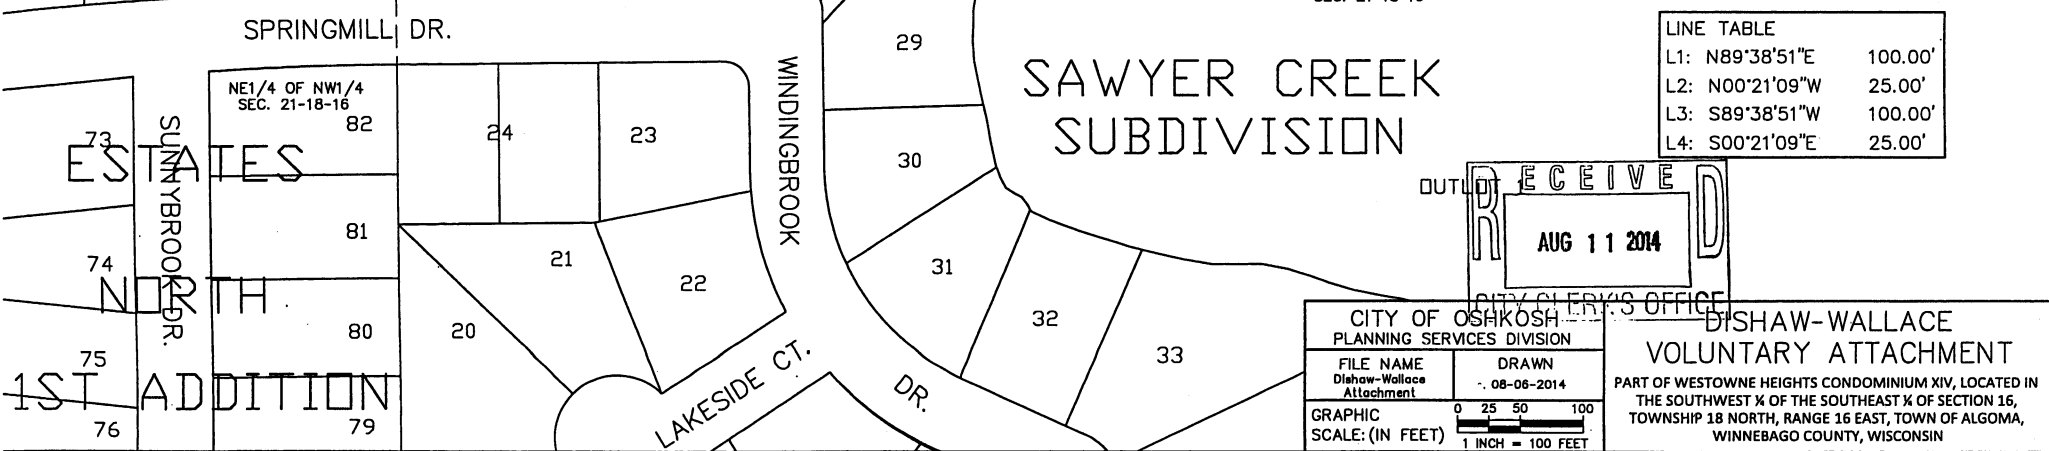 SPRINGMILL DR.
NE1/4 OF NW1/4
SEC. 21-18-16
SUNNYBROOK DR.
73
74
75
76
82
81
80
79
ESTATES
NORTH
1ST ADDITION
24
23
21
22
20
WINDINGBROOK
DR.
LAKESIDE CT.
29
30
31
32
33
SAWYER CREEK
SUBDIVISION
OUTLOT 1
LINE TABLE
L1: N89°38'51"E 100.00'
L2: N00°21'09"W 25.00'
L3: S89°38'51"W 100.00'
L4: S00°21'09"E 25.00'
RECEIVED
AUG 11 2014
CITY CLERK'S OFFICE
CITY OF OSHKOSH
PLANNING SERVICES DIVISION
FILE NAME
Dishaw-Wallace
Attachment
DRAWN
08-06-2014
GRAPHIC
SCALE: (IN FEET)
0 25 50 100
1 INCH = 100 FEET
DISHAW-WALLACE
VOLUNTARY ATTACHMENT
PART OF WESTOWNE HEIGHTS CONDOMINIUM XIV, LOCATED IN
THE SOUTHWEST ¼ OF THE SOUTHEAST ¼ OF SECTION 16,
TOWNSHIP 18 NORTH, RANGE 16 EAST, TOWN OF ALGOMA,
WINNEBAGO COUNTY, WISCONSIN